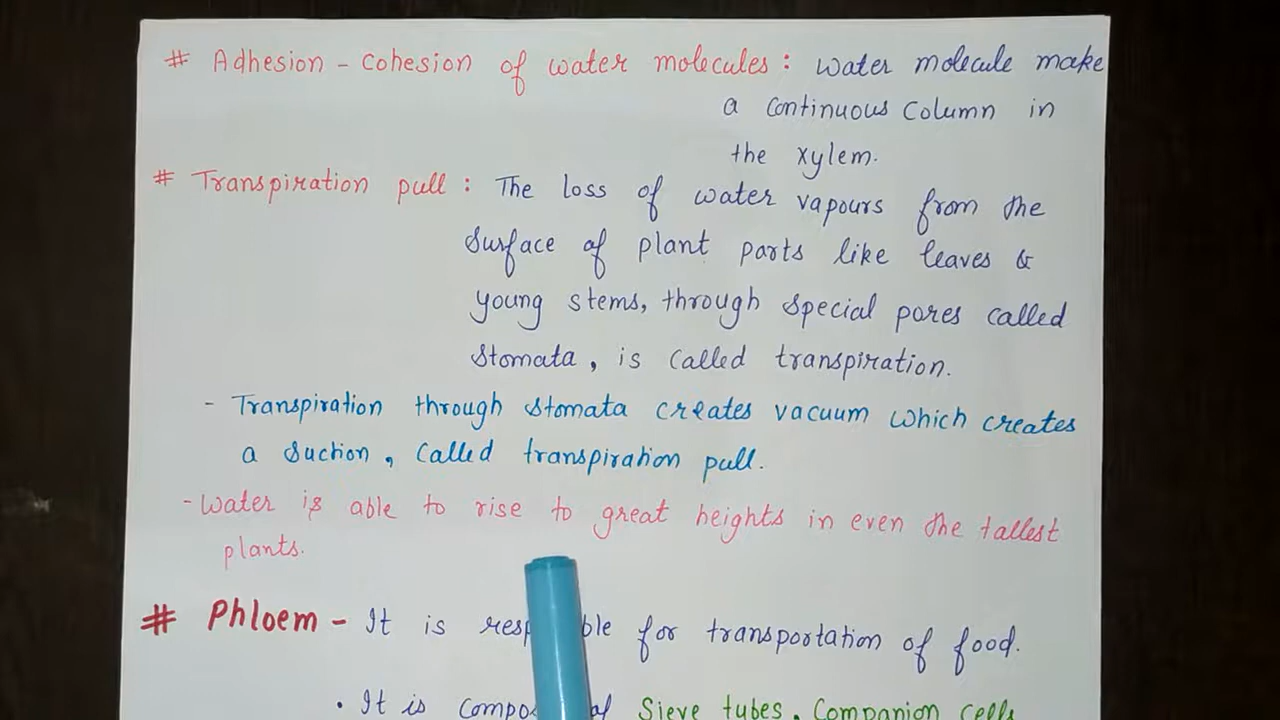 # Adhesion - cohesion of water molecules : water molecule make
a continuous column in
the xylem.
# Transpiration pull : The loss of water vapours from the
surface of plant parts like leaves &
young stems, through special pores called
stomata, is called transpiration.
- Transpiration through stomata creates vacuum which creates
a suction, called transpiration pull.
- Water is able to rise to great heights in even the tallest
plants.
# Phloem - It is resp ble for transportation of food.
• It is compo of Sieve tubes, Companion cells